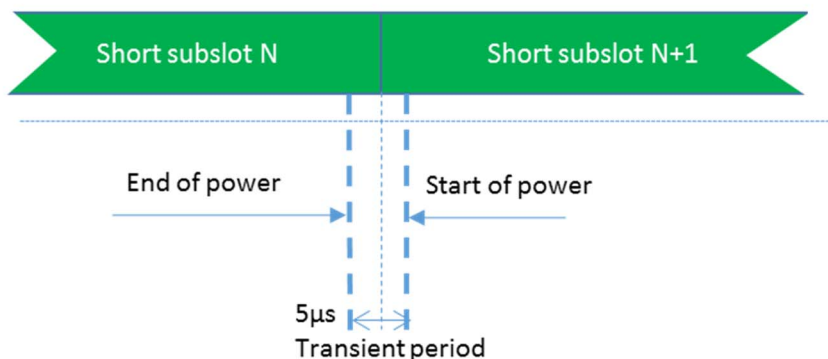 Short subslot N
Short subslot N+1
End of power
Start of power
5µs
Transient period